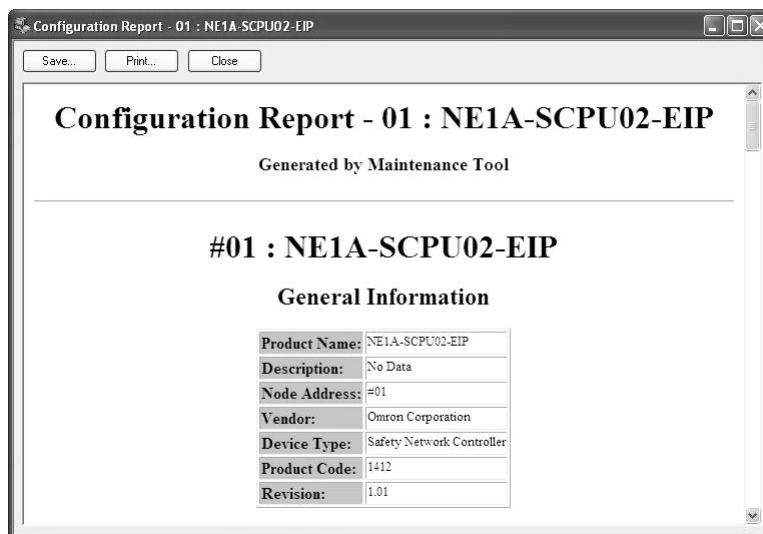 Configuration Report - 01 : NE1A-SCPU02-EIP
Save... Print... Close
Configuration Report - 01 : NE1A-SCPU02-EIP
Generated by Maintenance Tool
#01 : NE1A-SCPU02-EIP
General Information
Product Name: NE1A-SCPU02-EIP
Description: No Data
Node Address: #01
Vendor: Omron Corporation
Device Type: Safety Network Controller
Product Code: 1412
Revision: 1.01